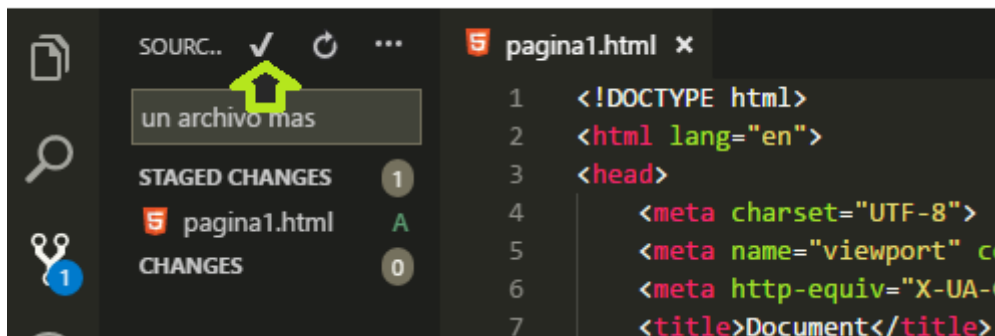 SOURC..
un archivo mas
STAGED CHANGES 1
pagina1.html A
CHANGES 0
1
pagina1.html ×
1 <!DOCTYPE html>
2 <html lang="en">
3 <head>
4 <meta charset="UTF-8">
5 <meta name="viewport"
6 <meta http-equiv="X-UA-
7 <title>Document</title>